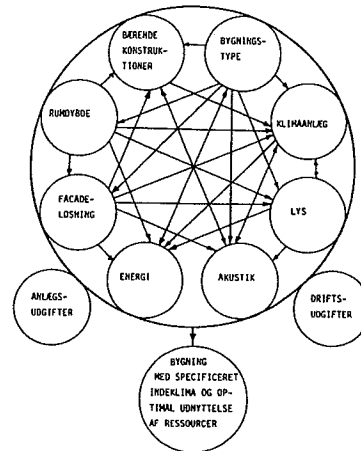 BÆRENDE
KONSTRUK-
TIONER
BYGNINGS-
TYPE
RUMDYBDE
KLIMAANLÆG
FACADE-
LØSNING
LYS
ENERGI
AKUSTIK
ANLÆGS-
UDGIFTER
DRIFTS-
UDGIFTER
BYGNING
MED SPECIFICERET
INDEKLIMA OG OP-
TIMAL UDNYTTELSE
AF RESSOURCER